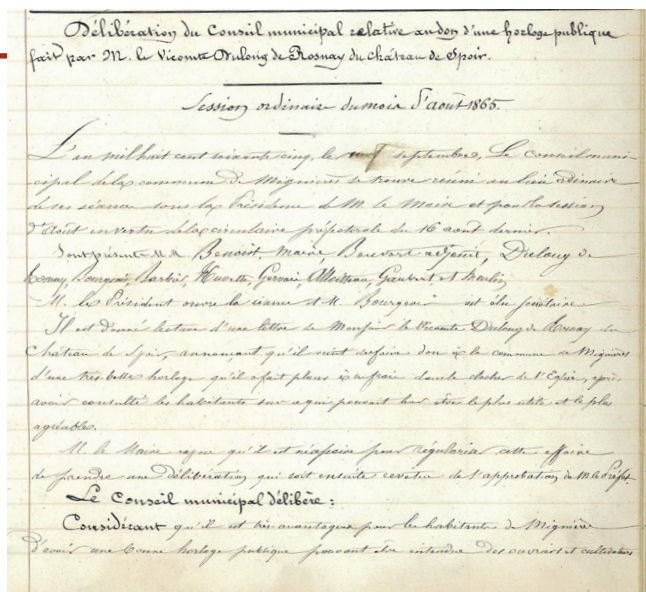 Délibération du Conseil municipal relative au don d'une horloge publique
fait par M. le Vicomte Dulong de Rosnay du château de Spoir.
Session ordinaire du mois d'août 1865.
L'an mil huit cent soixante cinq, le neuf septembre, Le Conseil muni-
cipal de la commune de Mignières se trouve réuni au lieu ordinaire
de ses séances sous la Présidence de M. le Maire et pour la session
d'Août en vertu de la circulaire préfectorale du 16 août dernier.
Sont présents M.M. Benoist, Maire, Bouvart adjoint, Dulong de
Rosnay, Bourgeois, Barbier, Huvette, Gervais, Moisseau, Gaubert et Moulin
M. le Président ouvre la séance et M. Bourgeois est élu secrétaire
Il est donné lecture d'une lettre de Monsieur le Vicomte Dulong de Rosnay du
Château de Spoir, annonçant qu'il vient de faire don à la commune de Mignières
d'une très belle horloge qu'il a fait placer à ses frais dans le clocher de l'Eglise, après
avoir consulté les habitants sur ce qui pouvait leur être le plus utile et le plus
agréable.
M. le Maire expose qu'il est nécessaire pour régulariser cette affaire
de prendre une délibération qui soit ensuite revêtue de l'approbation de M. le Préfet
Le Conseil municipal délibère :
Considérant qu'il est très avantageux pour les habitants de Mignières
d'avoir une bonne horloge publique pouvant être entendue des ouvriers et cultivateurs